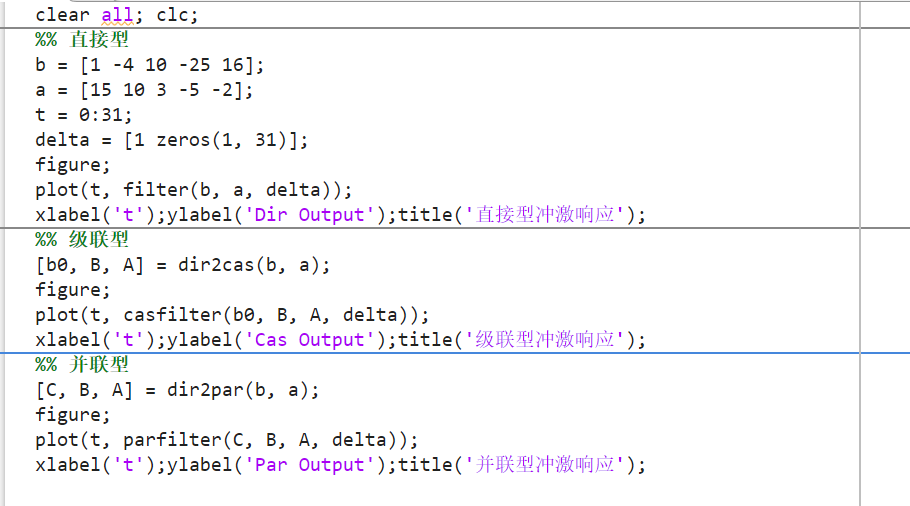 clear all; clc;
%% 直接型
b = [1 -4 10 -25 16];
a = [15 10 3 -5 -2];
t = 0:31;
delta = [1 zeros(1, 31)];
figure;
plot(t, filter(b, a, delta));
xlabel('t');ylabel('Dir Output');title('直接型冲激响应');
%% 级联型
[b0, B, A] = dir2cas(b, a);
figure;
plot(t, casfilter(b0, B, A, delta));
xlabel('t');ylabel('Cas Output');title('级联型冲激响应');
%% 并联型
[C, B, A] = dir2par(b, a);
figure;
plot(t, parfilter(C, B, A, delta));
xlabel('t');ylabel('Par Output');title('并联型冲激响应');